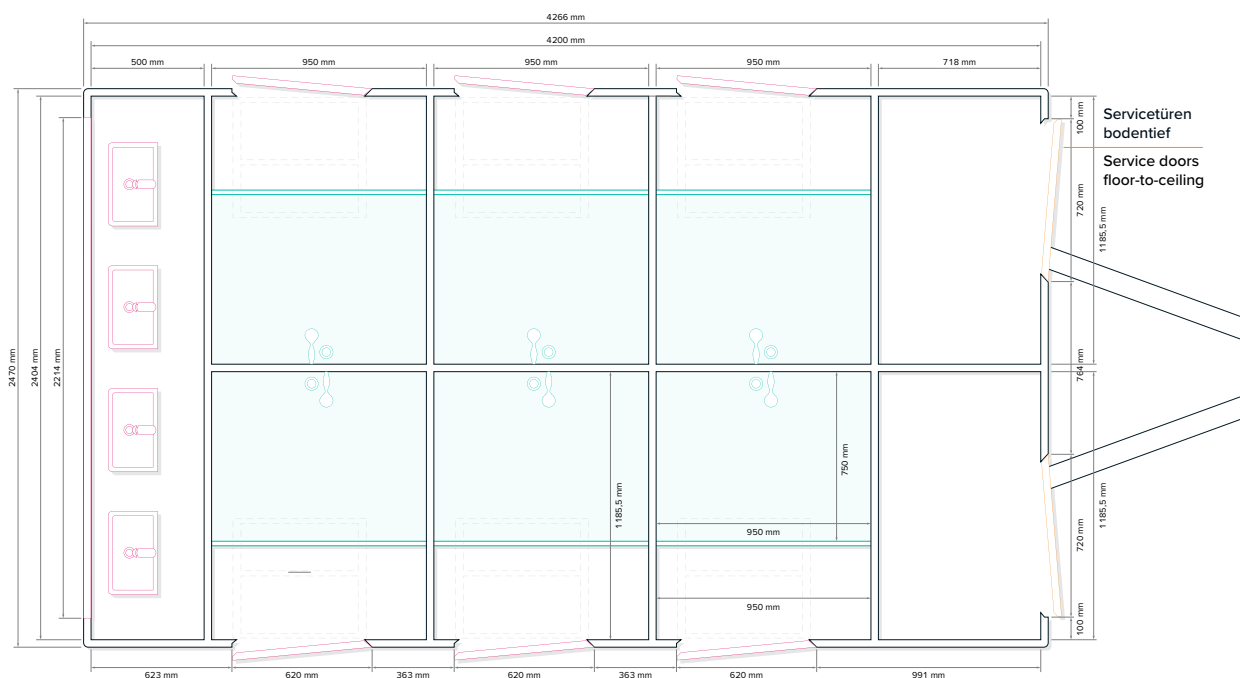 4266 mm
4200 mm
500 mm
950 mm
950 mm
950 mm
718 mm
100 mm
Servicetüren
bodentief
Service doors
floor-to-ceiling
720 mm
1185,5 mm
2470 mm
2404 mm
2214 mm
764 mm
750 mm
1185,5 mm
950 mm
720 mm
1185,5 mm
950 mm
100 mm
623 mm
620 mm
363 mm
620 mm
363 mm
620 mm
991 mm